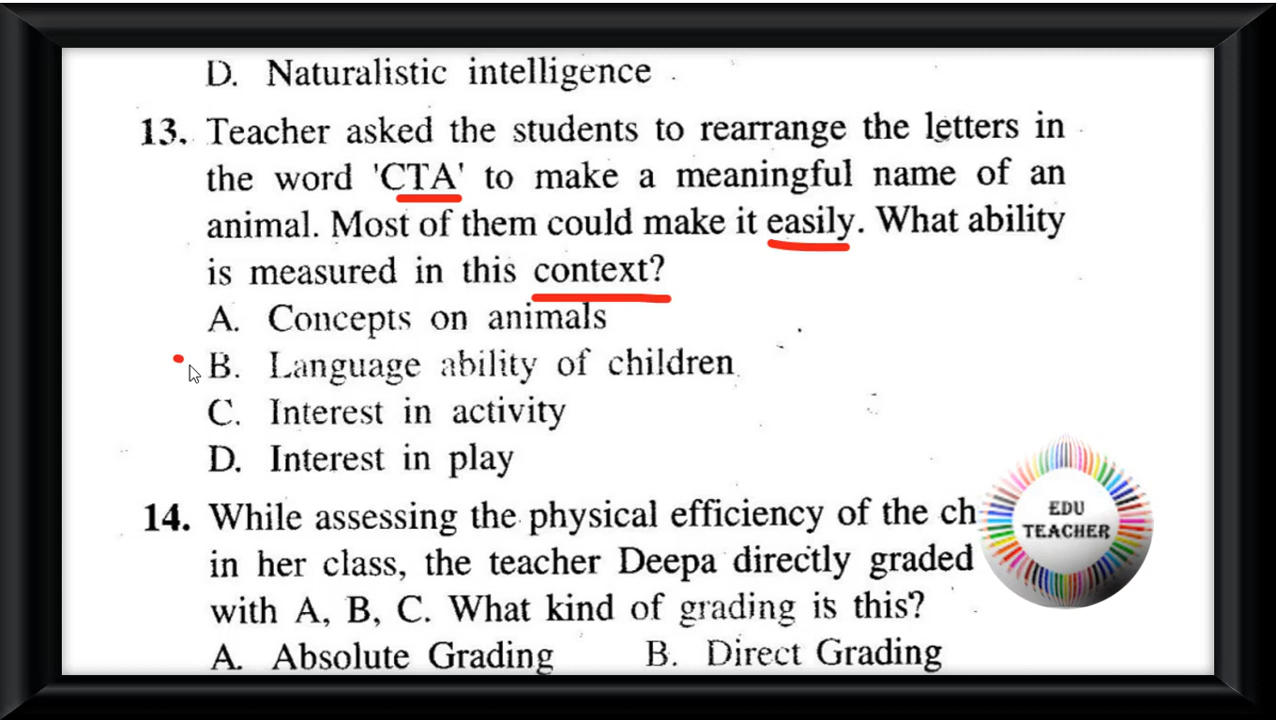 D. Naturalistic intelligence
13. Teacher asked the students to rearrange the letters in
the word 'CTA' to make a meaningful name of an
animal. Most of them could make it easily. What ability
is measured in this context?
A. Concepts on animals
B. Language ability of children
C. Interest in activity
D. Interest in play
14. While assessing the physical efficiency of the ch
in her class, the teacher Deepa directly graded
with A, B, C. What kind of grading is this?
A. Absolute Grading B. Direct Grading
EDU
TEACHER